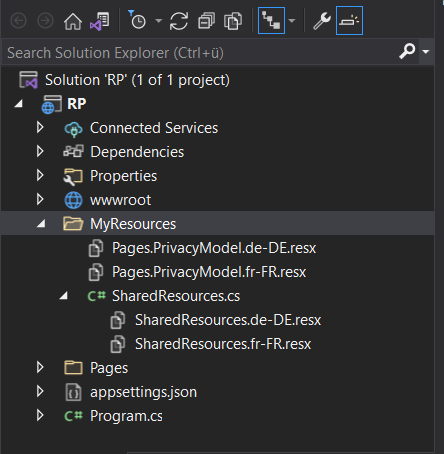 Search Solution Explorer (Ctrl+ü)
Solution 'RP' (1 of 1 project)
RP
Connected Services
Dependencies
Properties
wwwroot
MyResources
Pages.PrivacyModel.de-DE.resx
Pages.PrivacyModel.fr-FR.resx
C# SharedResources.cs
SharedResources.de-DE.resx
SharedResources.fr-FR.resx
Pages
appsettings.json
C# Program.cs